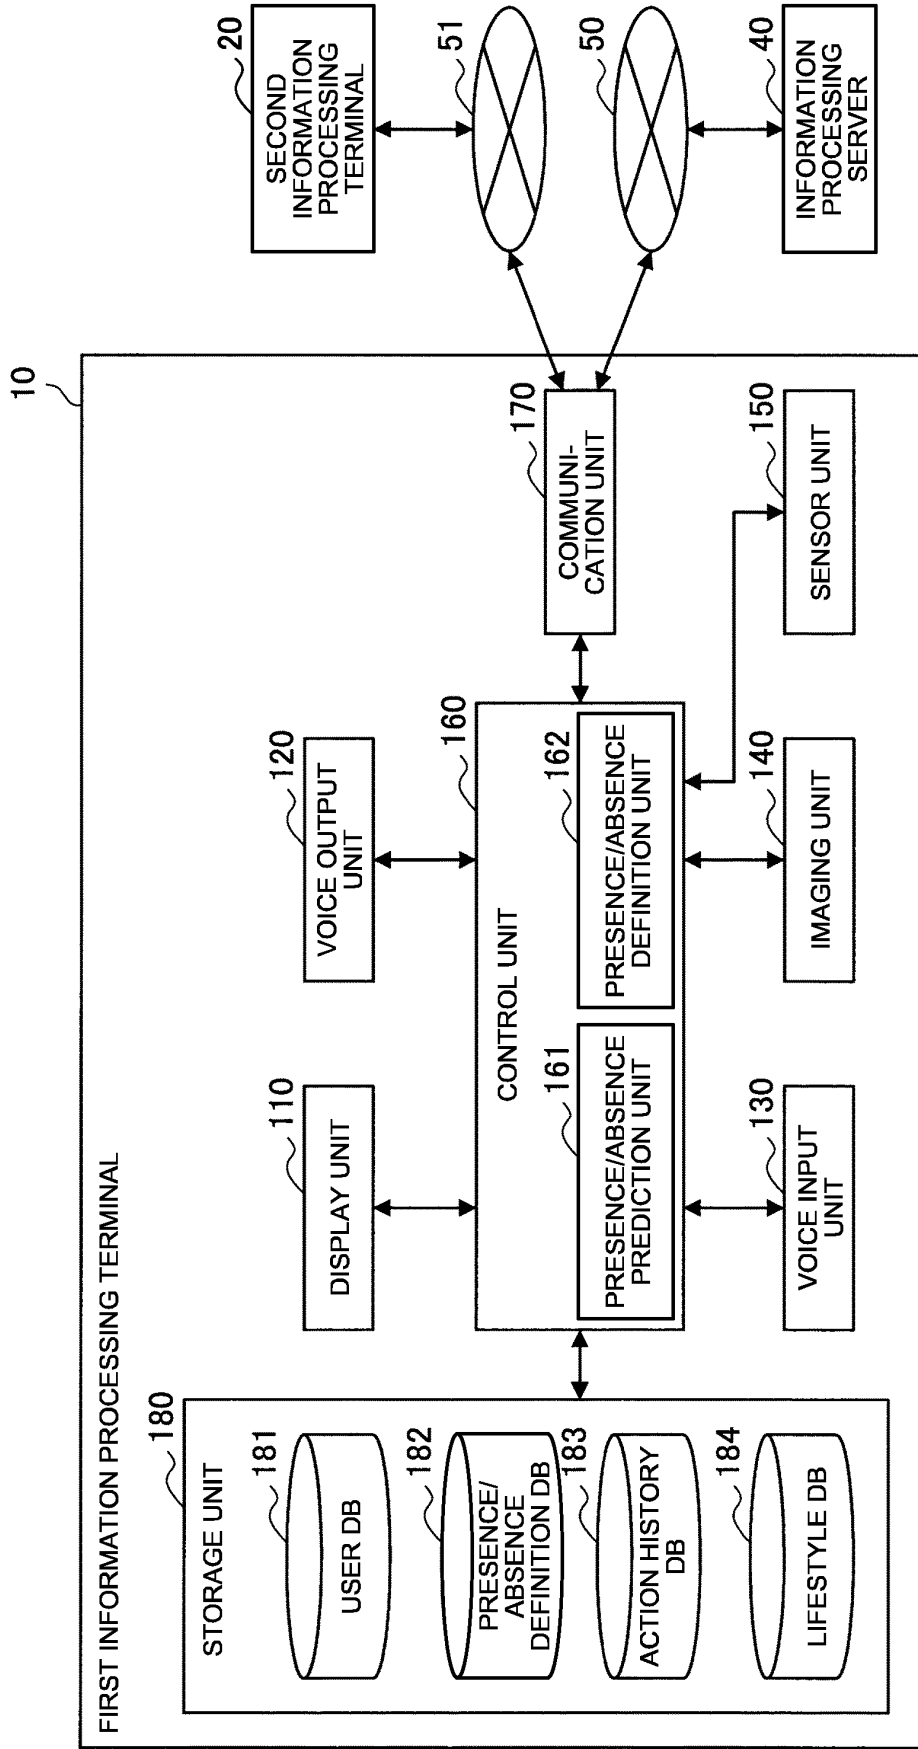 FIRST INFORMATION PROCESSING TERMINAL
10
STORAGE UNIT
180
USER DB
181
PRESENCE/
ABSENCE
DEFINITION DB
182
ACTION HISTORY
DB
183
LIFESTYLE DB
184
DISPLAY UNIT
110
VOICE OUTPUT
UNIT
120
CONTROL UNIT
160
PRESENCE/ABSENCE
PREDICTION UNIT
161
PRESENCE/ABSENCE
DEFINITION UNIT
162
VOICE INPUT
UNIT
130
IMAGING UNIT
140
SENSOR UNIT
150
COMMUNI-
CATION UNIT
170
SECOND
INFORMATION
PROCESSING
TERMINAL
20
51
50
INFORMATION
PROCESSING
SERVER
40